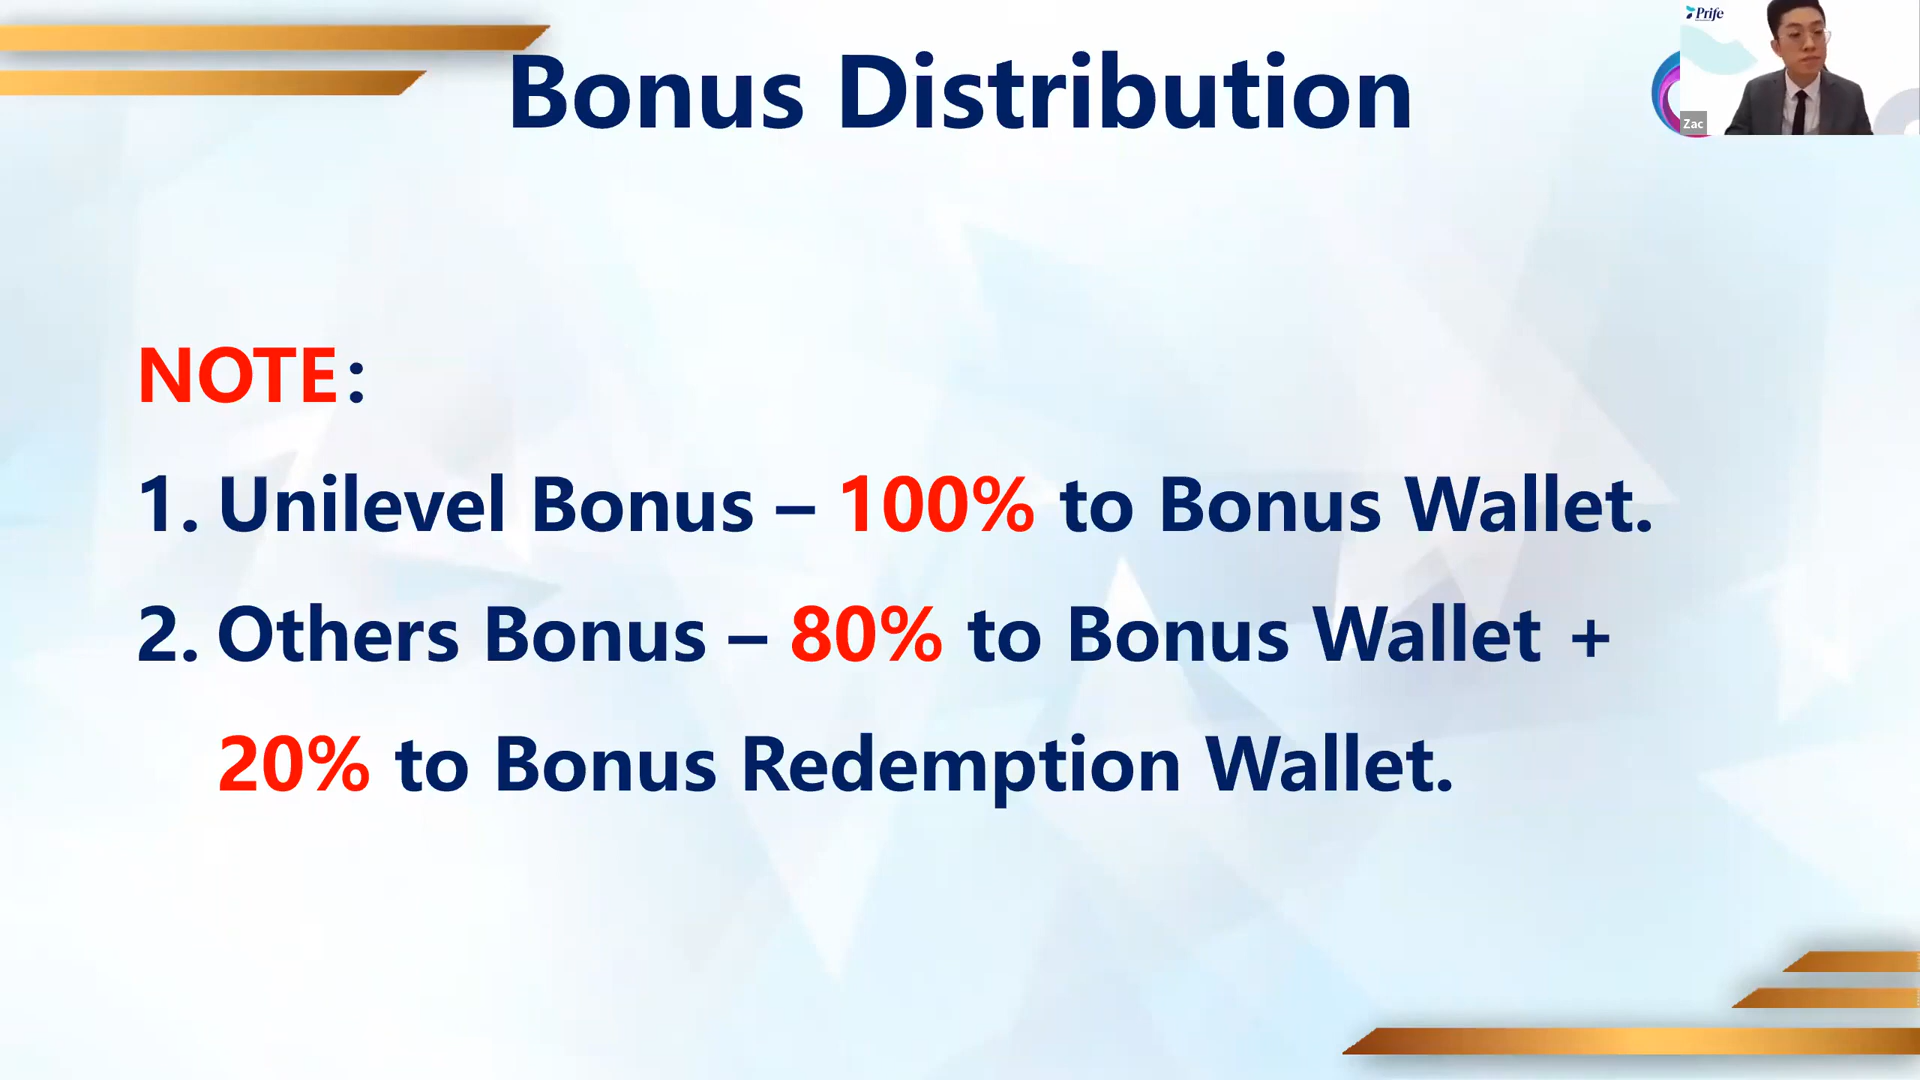 Bonus Distribution
Prife
Zac
NOTE:
1. Unilevel Bonus – 100% to Bonus Wallet.
2. Others Bonus – 80% to Bonus Wallet +
20% to Bonus Redemption Wallet.